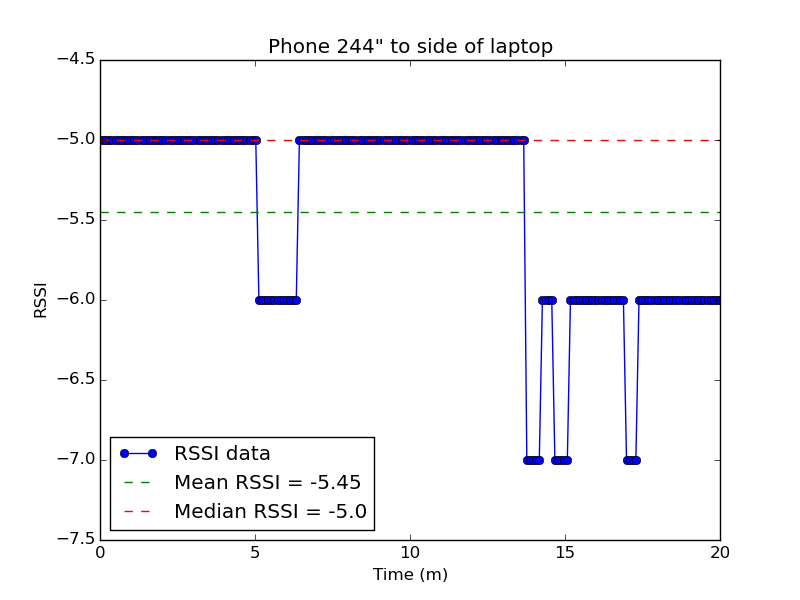 Phone 244" to side of laptop
−4.5
−5.0
−5.5
−6.0
−6.5
−7.0
−7.5
RSSI
RSSI data
Mean RSSI = -5.45
Median RSSI = -5.0
0 5 10 15 20
Time (m)